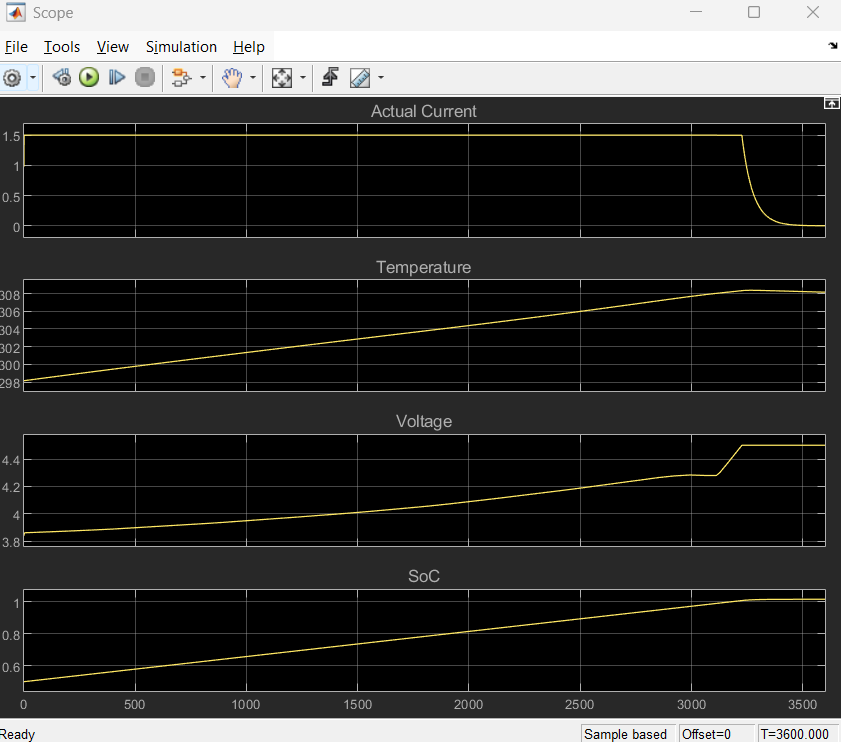 Scope
File Tools View Simulation Help
Actual Current
1.5
1
0.5
0
Temperature
308
306
304
302
300
298
Voltage
4.4
4.2
4
3.8
SoC
1
0.8
0.6
0 500 1000 1500 2000 2500 3000 3500
Ready Sample based Offset=0 T=3600.000